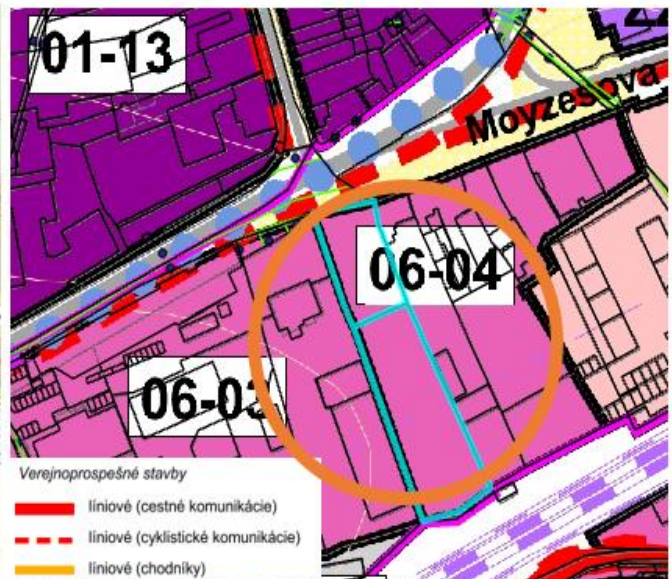 01-13
Moyzesova
06-04
06-03
Verejnoprospešné stavby
líniové (cestné komunikácie)
líniové (cyklistické komunikácie)
líniové (chodníky)